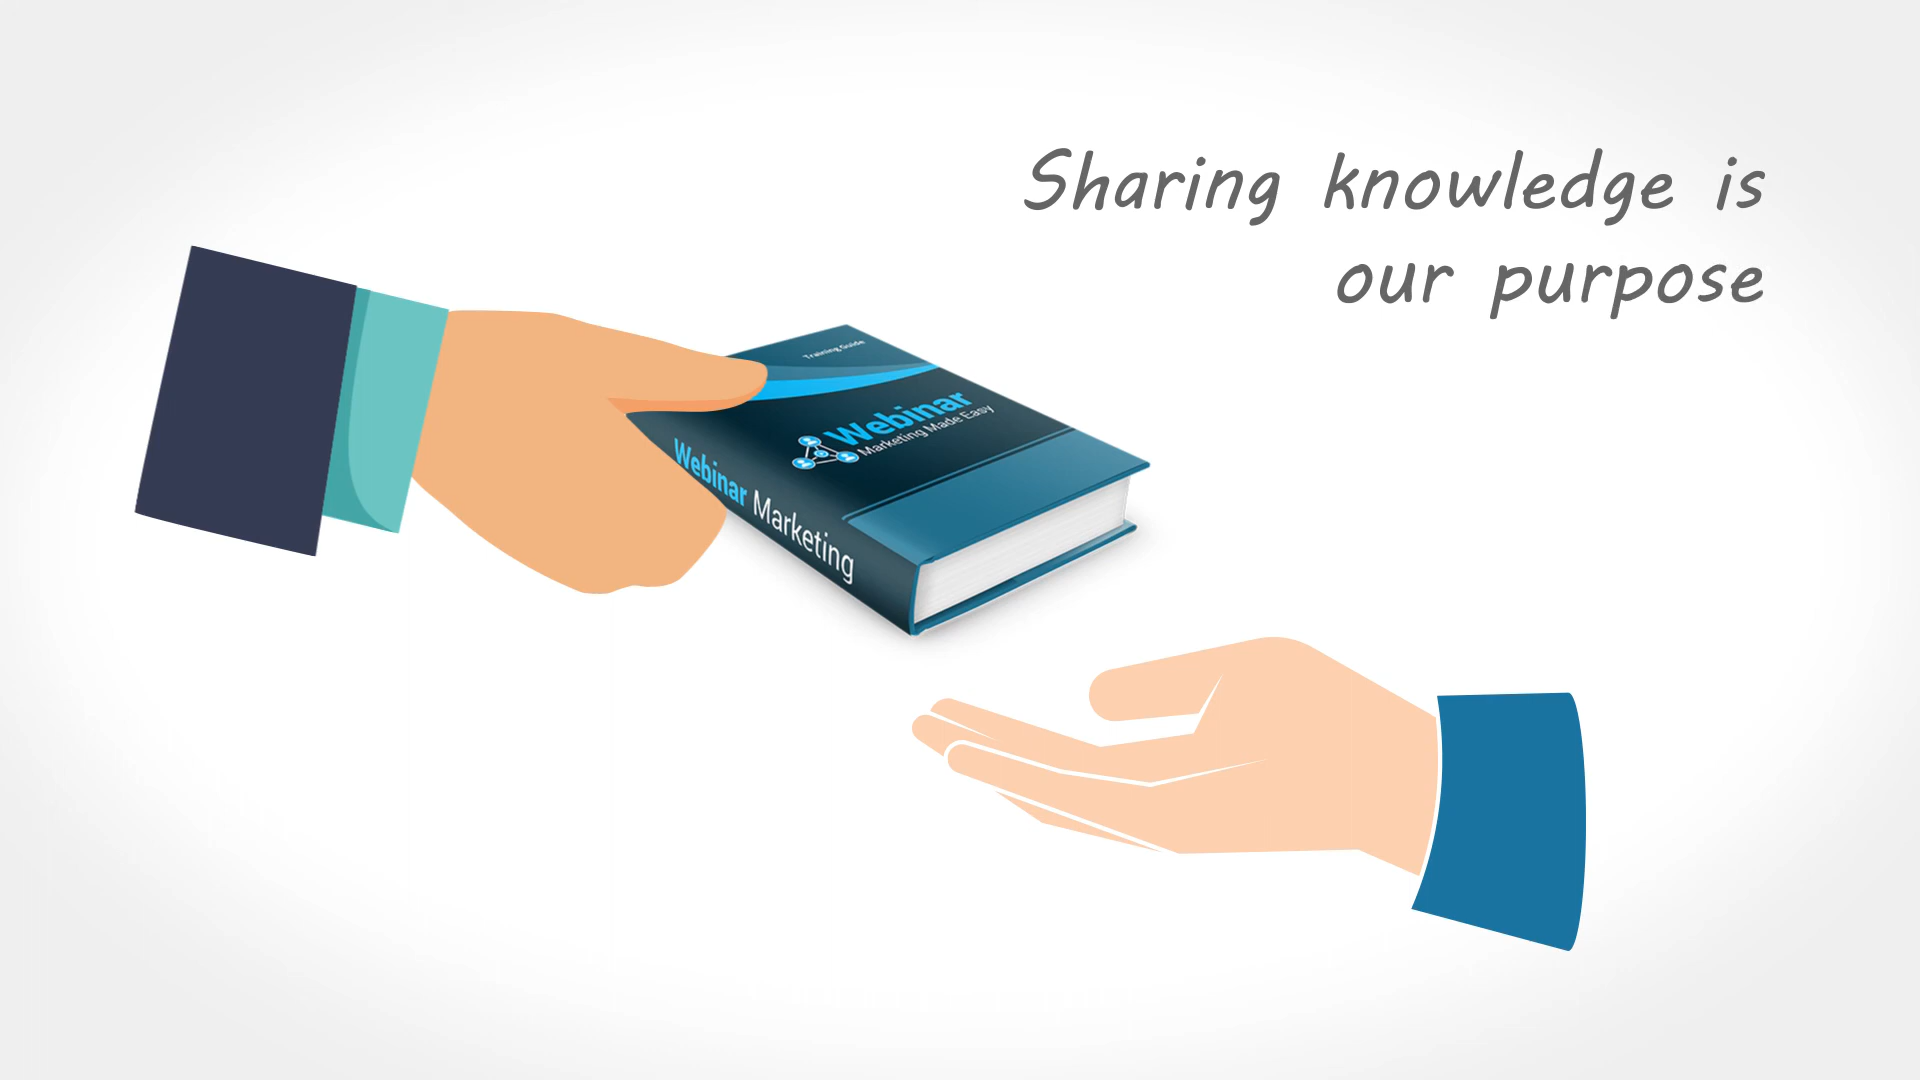 Sharing knowledge is
our purpose
Training Guide
Webinar
Marketing Made Easy
Webinar Marketing